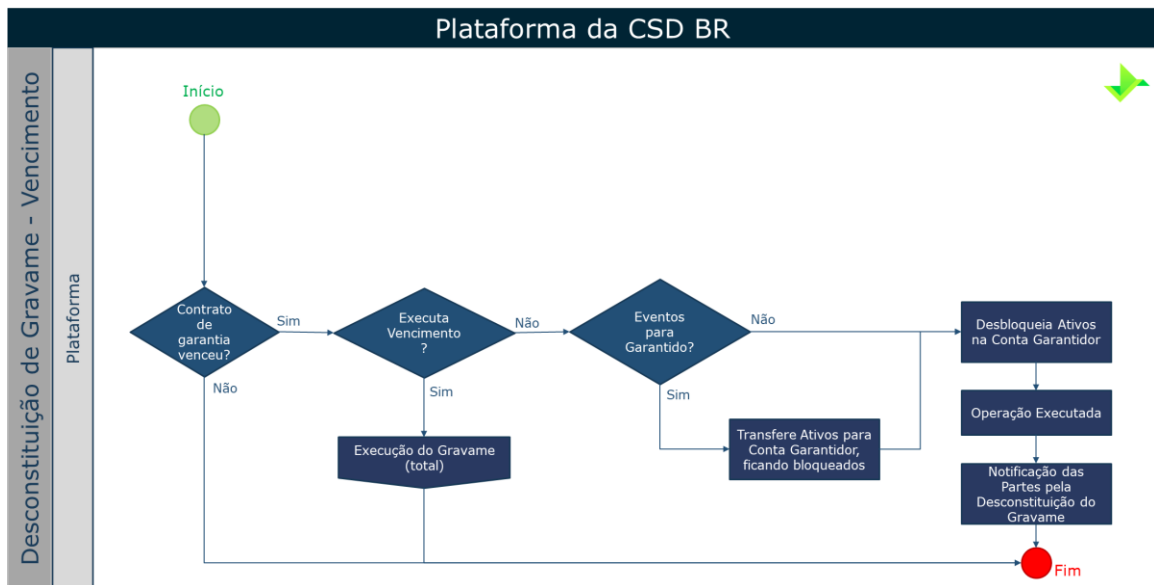 Plataforma da CSD BR
Desconstituição de Gravame - Vencimento
Plataforma
Início
Contrato
de
garantia
venceu?
Sim
Não
Executa
Vencimento
?
Não
Sim
Execução do Gravame
(total)
Eventos
para
Garantido?
Não
Sim
Transfere Ativos para
Conta Garantidor,
ficando bloqueados
Desbloqueia Ativos
na Conta Garantidor
Operação Executada
Notificação das
Partes pela
Desconstituição do
Gravame
Fim